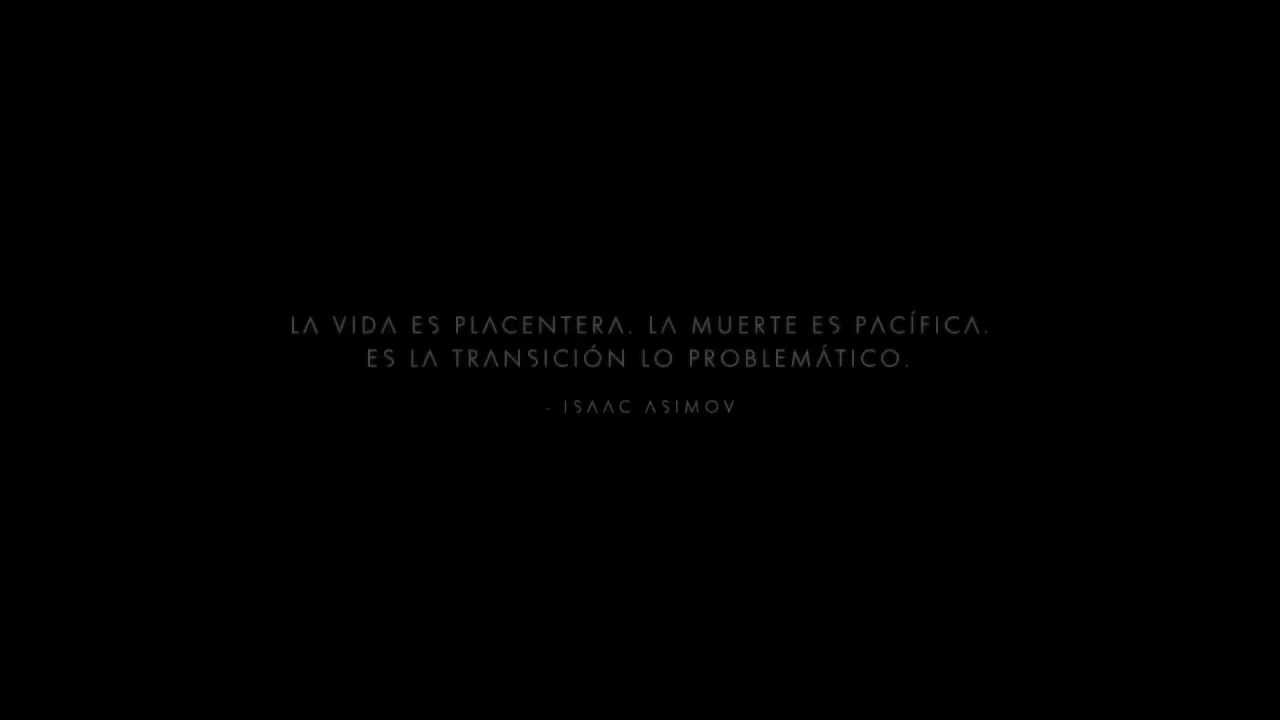 LA VIDA ES PLACENTERA. LA MUERTE ES PACÍFICA.
ES LA TRANSICIÓN LO PROBLEMÁTICO.
- ISAAC ASIMOV